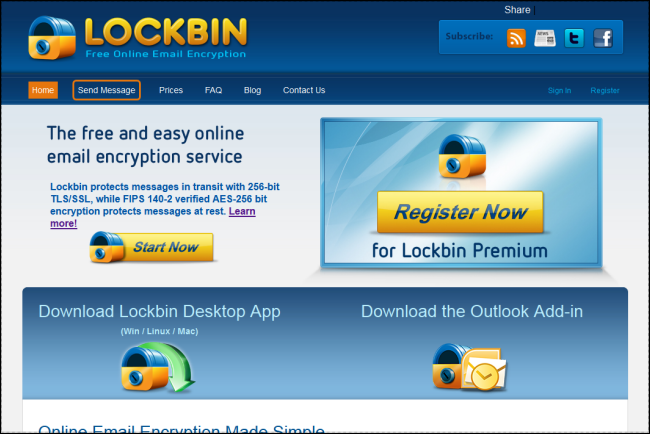 Share |
LOCKBIN
Free Online Email Encryption
Subscribe:
NEWS
Home Send Message Prices FAQ Blog Contact Us Sign In Register
The free and easy online
email encryption service
Lockbin protects messages in transit with 256-bit
TLS/SSL, while FIPS 140-2 verified AES-256 bit
encryption protects messages at rest. Learn
more!
Start Now
Register Now
for Lockbin Premium
Download Lockbin Desktop App
(Win / Linux / Mac)
Download the Outlook Add-in
Online Email Encryption Made Simple